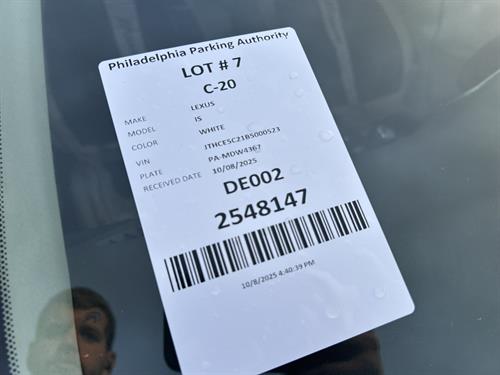 Philadelphia Parking Authority
LOT # 7
C-20
MAKE LEXUS
MODEL IS
COLOR WHITE
VIN JTHCE5C21B5000523
PLATE PA-MDW4367
RECEIVED DATE 10/08/2025
DE002
2548147
10/8/2025 4:40:39 PM